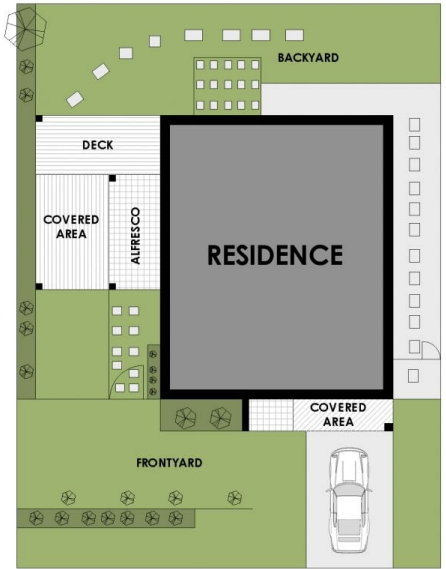 BACKYARD
DECK
COVERED
AREA
ALFRESCO
RESIDENCE
COVERED
AREA
FRONTYARD